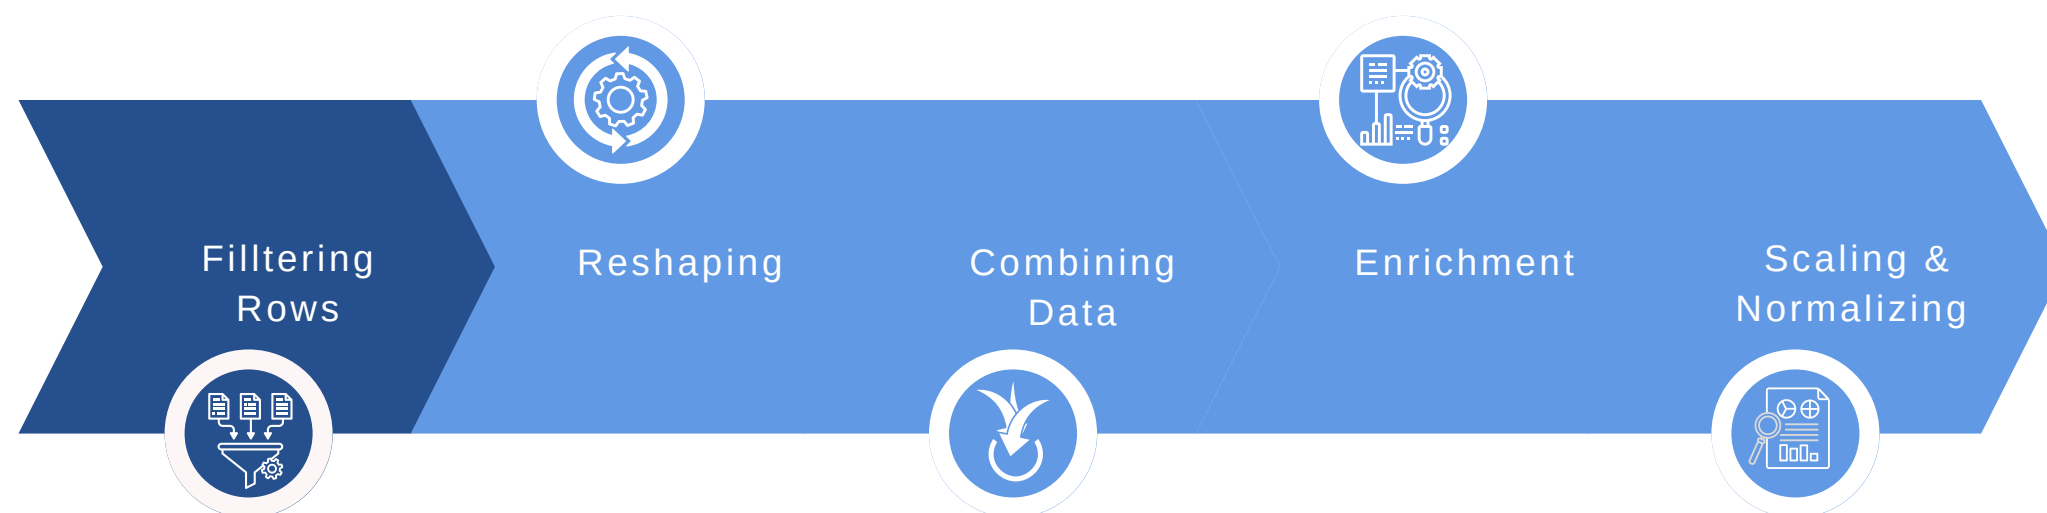 Filltering
Rows
Reshaping
Combining
Data
Enrichment
Scaling &
Normalizing